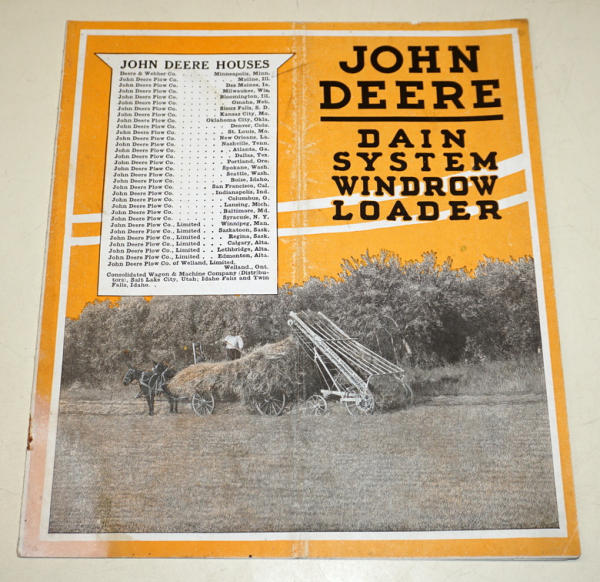 JOHN DEERE HOUSES
Deere & Webber Co. . . . . . . Minneapolis, Minn.
John Deere Plow Co. . . . . . . Moline, Ill.
John Deere Plow Co. . . . . . . Des Moines, Ia.
John Deere Plow Co. . . . . . . Milwaukee, Wis.
John Deere Plow Co. . . . . . . Bloomington, Ill.
John Deere Plow Co. . . . . . . Omaha, Neb.
John Deere Plow Co. . . . . . . Sioux Falls, S. D.
John Deere Plow Co. . . . . . . Kansas City, Mo.
John Deere Plow Co. . . . . . . Oklahoma City, Okla.
John Deere Plow Co. . . . . . . Denver, Colo.
John Deere Plow Co. . . . . . . St. Louis, Mo.
John Deere Plow Co. . . . . . . New Orleans, La.
John Deere Plow Co. . . . . . . Nashville, Tenn.
John Deere Plow Co. . . . . . . Atlanta, Ga.
John Deere Plow Co. . . . . . . Dallas, Tex.
John Deere Plow Co. . . . . . . Portland, Ore.
John Deere Plow Co. . . . . . . Spokane, Wash.
John Deere Plow Co. . . . . . . Seattle, Wash.
John Deere Plow Co. . . . . . . Boise, Idaho.
John Deere Plow Co. . . . . . . San Francisco, Cal.
John Deere Plow Co. . . . . . . Indianapolis, Ind.
John Deere Plow Co. . . . . . . Columbus, O.
John Deere Plow Co. . . . . . . Lansing, Mich.
John Deere Plow Co. . . . . . . Baltimore, Md.
John Deere Plow Co. . . . . . . Syracuse, N. Y.
John Deere Plow Co., Limited . . . Winnipeg, Man.
John Deere Plow Co., Limited . . . Saskatoon, Sask.
John Deere Plow Co., Limited . . . Regina, Sask.
John Deere Plow Co., Limited . . . Calgary, Alta.
John Deere Plow Co., Limited . . . Lethbridge, Alta.
John Deere Plow Co., Limited . . . Edmonton, Alta.
John Deere Plow Co. of Welland, Limited,
Welland, Ont.
Consolidated Wagon & Machine Company (Distribu-
tors), Salt Lake City, Utah; Idaho Falls and Twin
Falls, Idaho.
JOHN
DEERE
DAIN
SYSTEM
WINDROW
LOADER